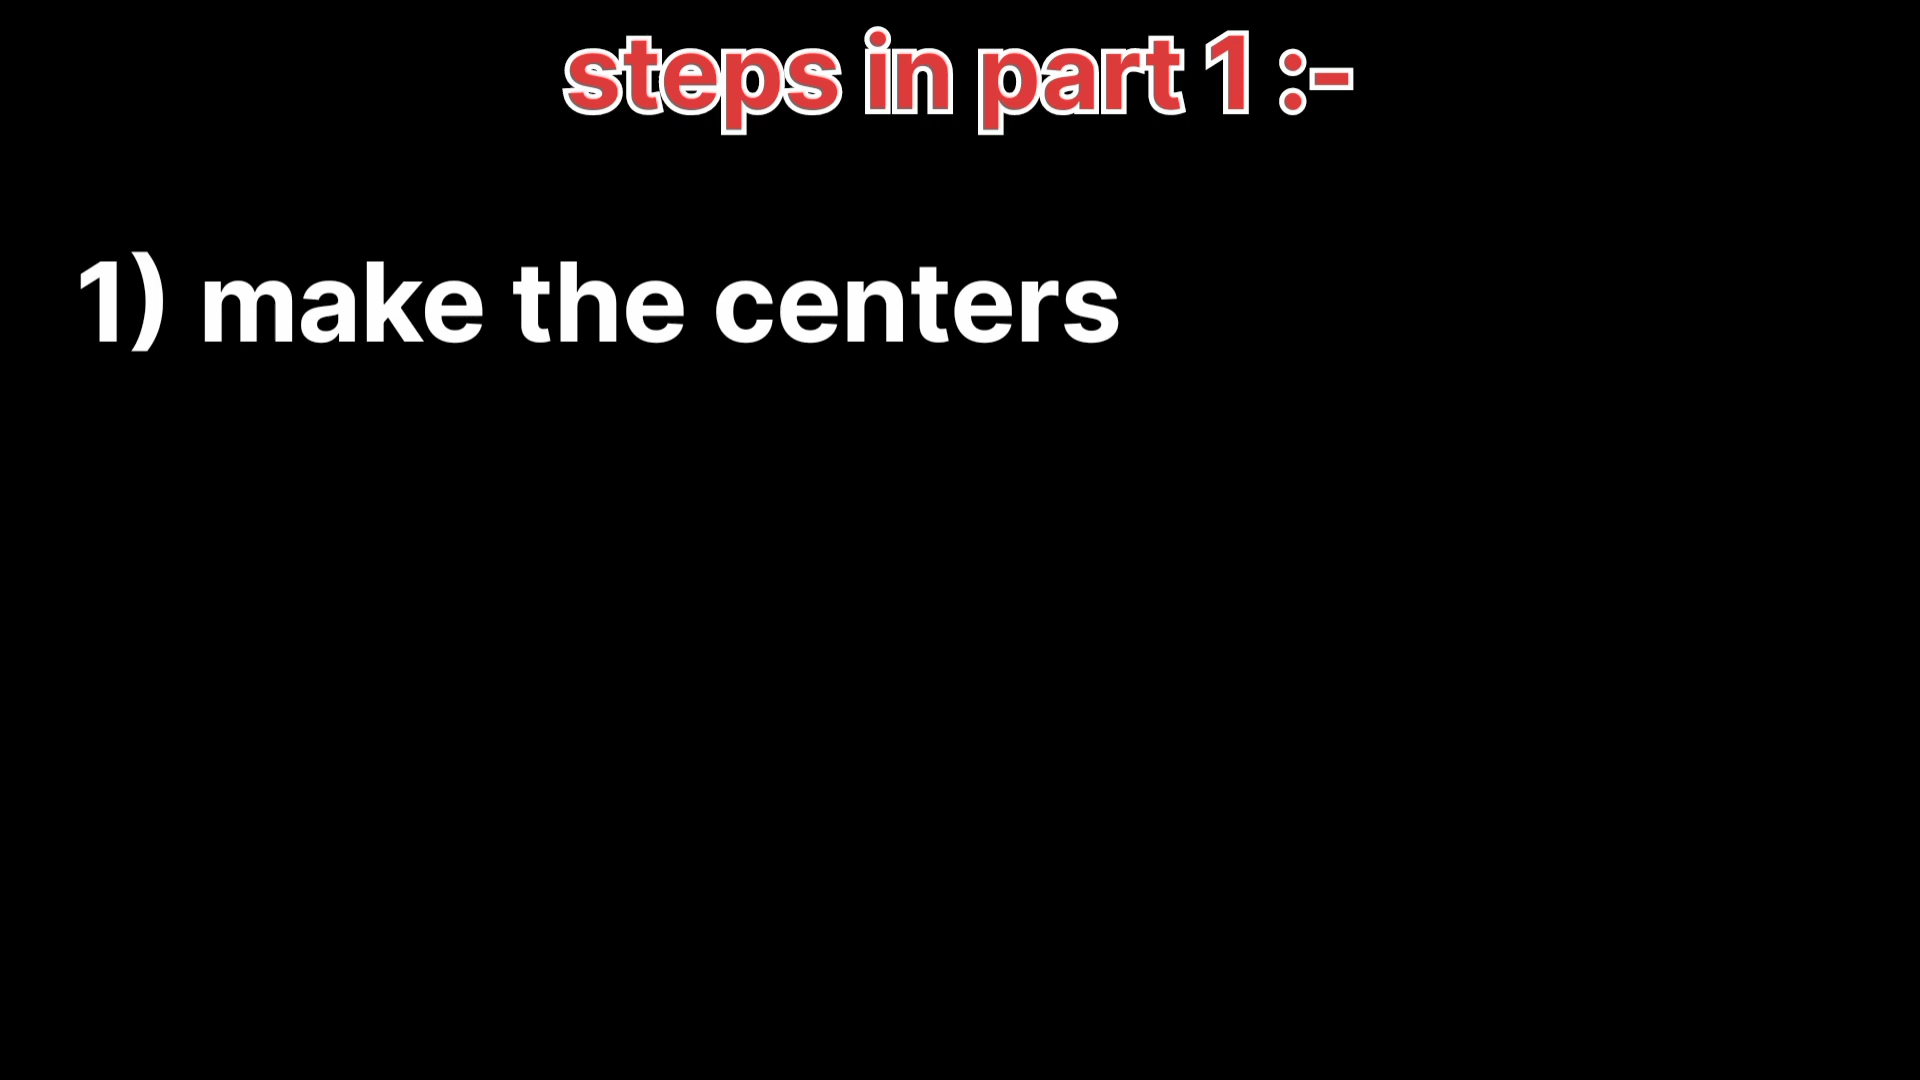 steps in part 1 :-
1) make the centers